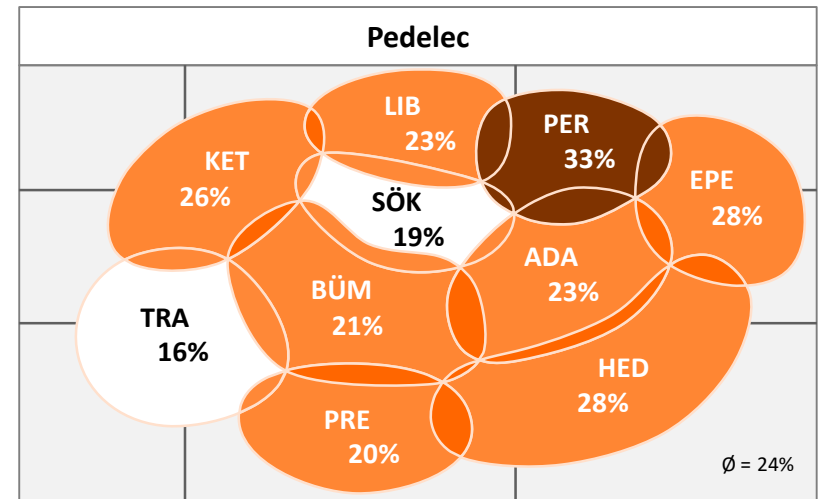 Pedelec
LIB
23%
PER
33%
KET
26%
EPE
28%
SÖK
19%
ADA
23%
BÜM
21%
TRA
16%
HED
28%
PRE
20%
Ø = 24%